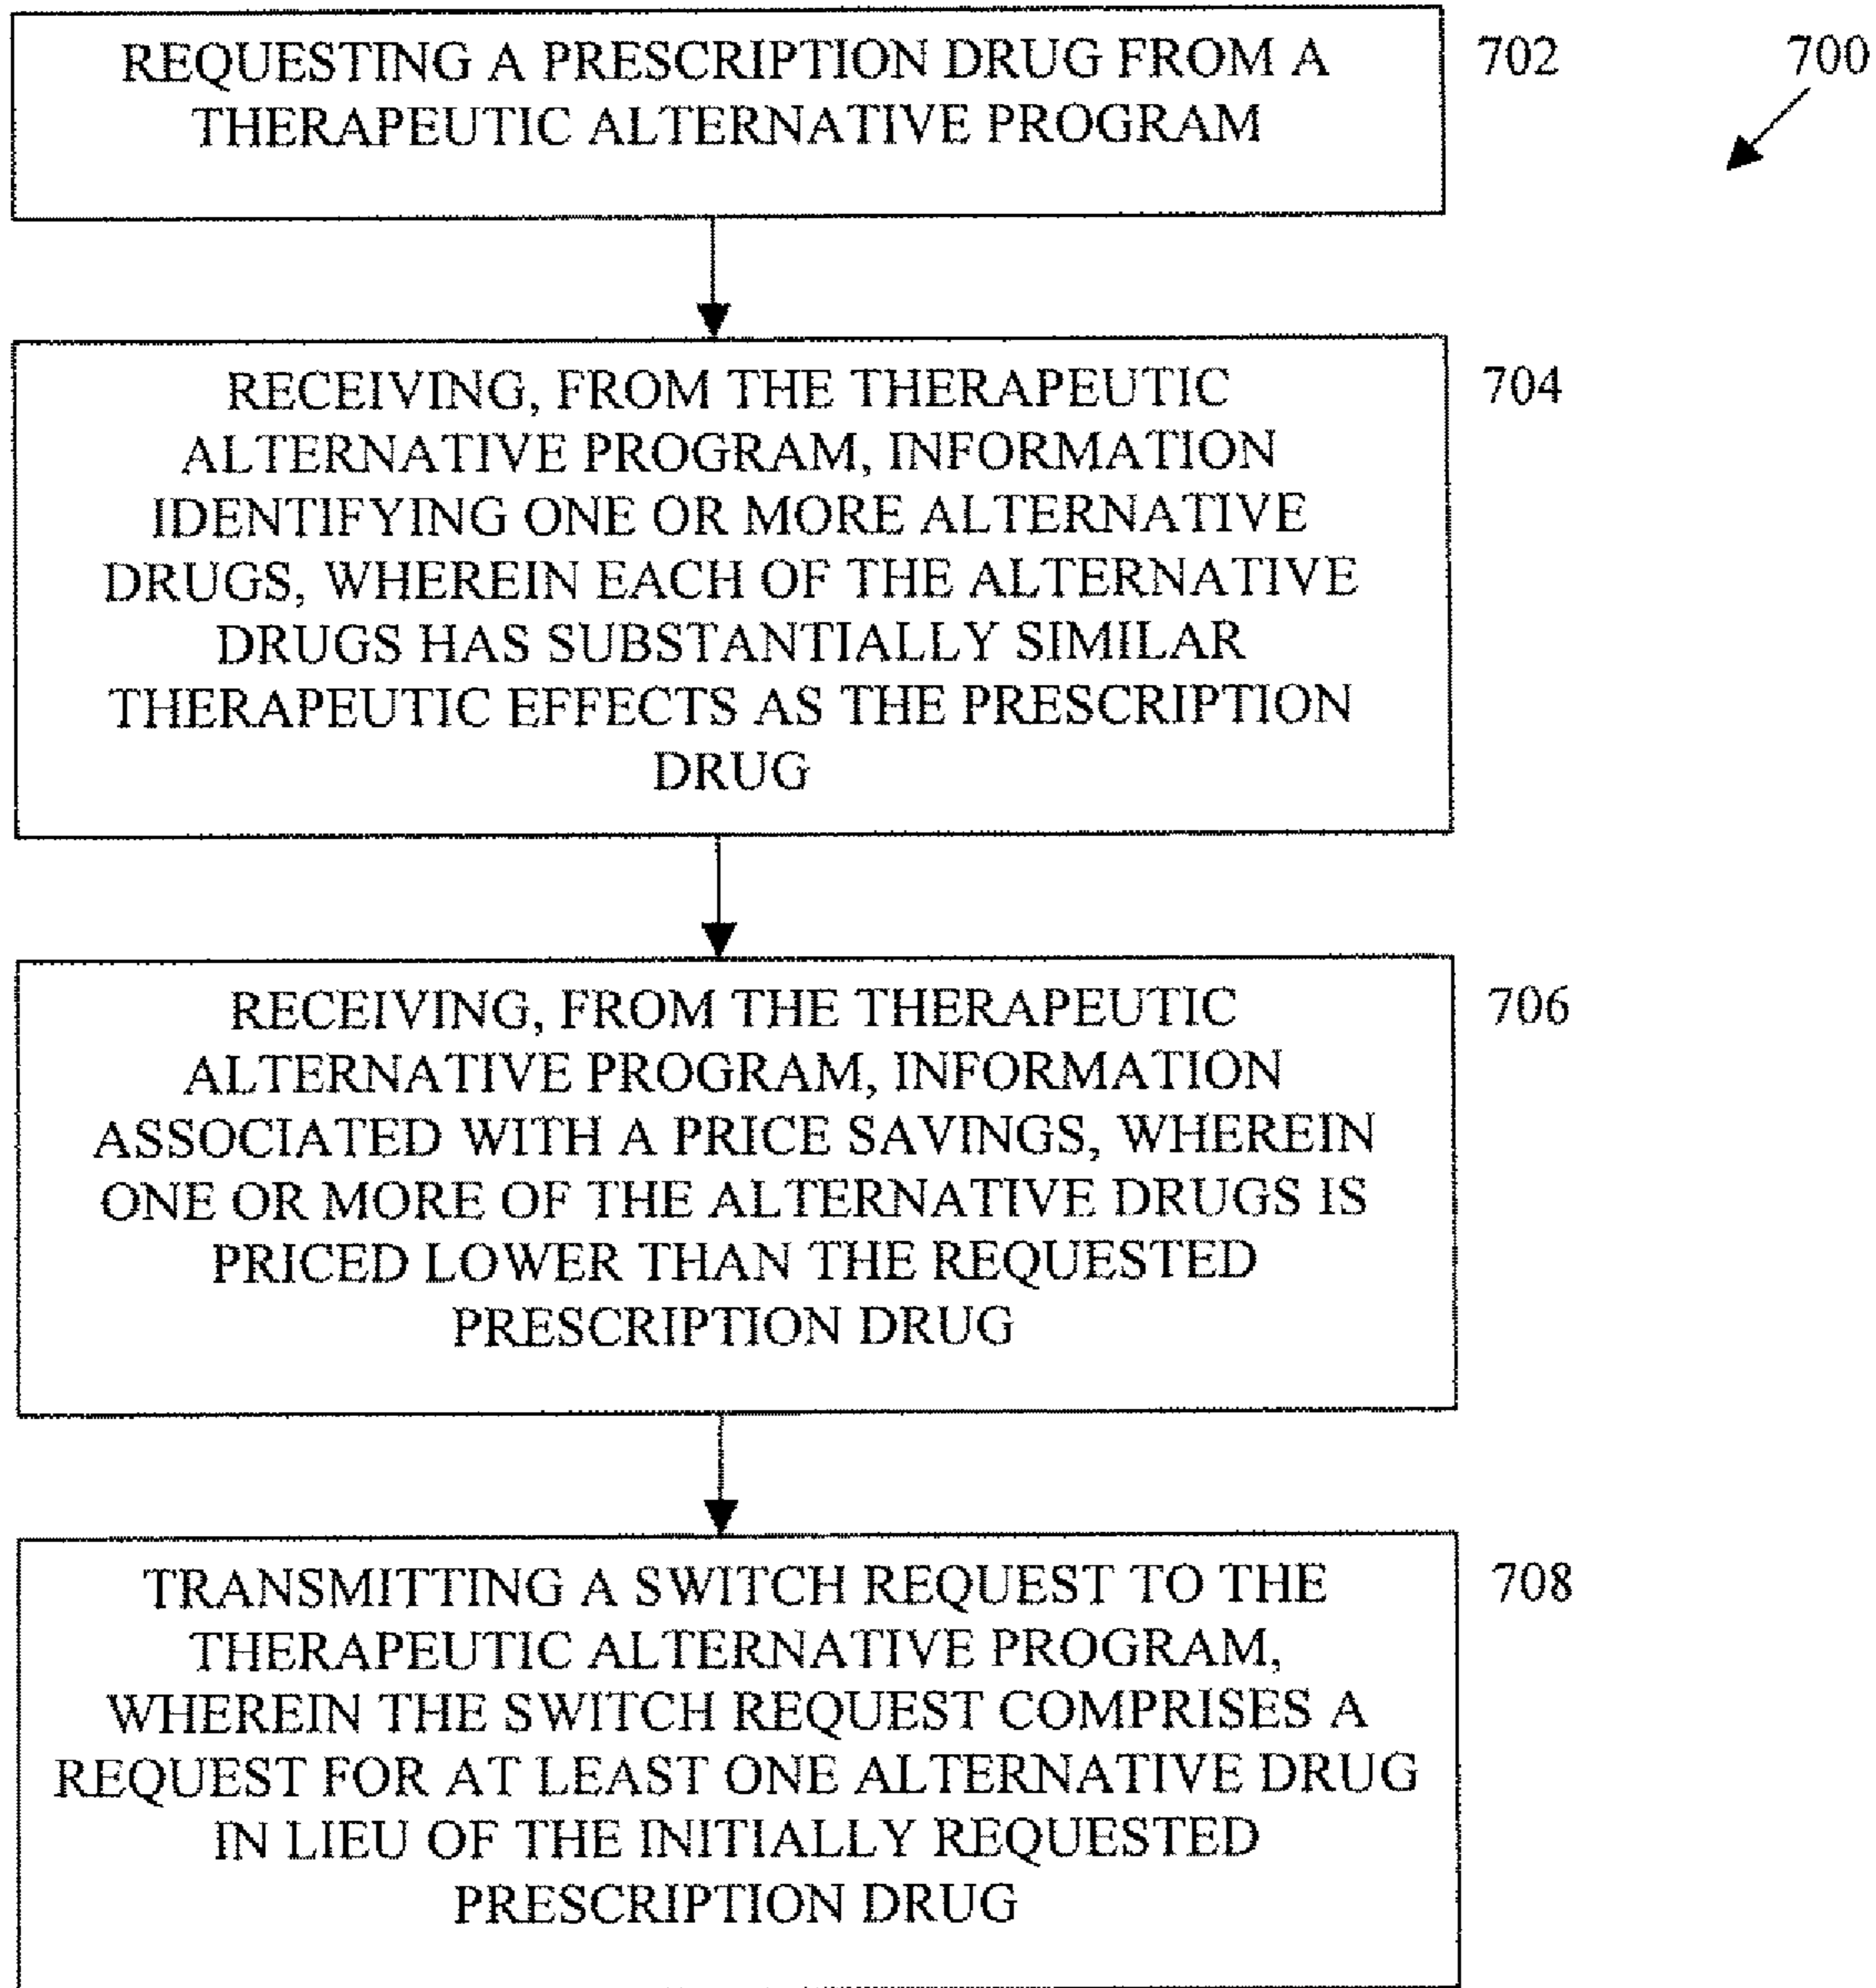 REQUESTING A PRESCRIPTION DRUG FROM A
THERAPEUTIC ALTERNATIVE PROGRAM
702
700
RECEIVING, FROM THE THERAPEUTIC
ALTERNATIVE PROGRAM, INFORMATION
IDENTIFYING ONE OR MORE ALTERNATIVE
DRUGS, WHEREIN EACH OF THE ALTERNATIVE
DRUGS HAS SUBSTANTIALLY SIMILAR
THERAPEUTIC EFFECTS AS THE PRESCRIPTION
DRUG
704
RECEIVING, FROM THE THERAPEUTIC
ALTERNATIVE PROGRAM, INFORMATION
ASSOCIATED WITH A PRICE SAVINGS, WHEREIN
ONE OR MORE OF THE ALTERNATIVE DRUGS IS
PRICED LOWER THAN THE REQUESTED
PRESCRIPTION DRUG
706
TRANSMITTING A SWITCH REQUEST TO THE
THERAPEUTIC ALTERNATIVE PROGRAM,
WHEREIN THE SWITCH REQUEST COMPRISES A
REQUEST FOR AT LEAST ONE ALTERNATIVE DRUG
IN LIEU OF THE INITIALLY REQUESTED
PRESCRIPTION DRUG
708